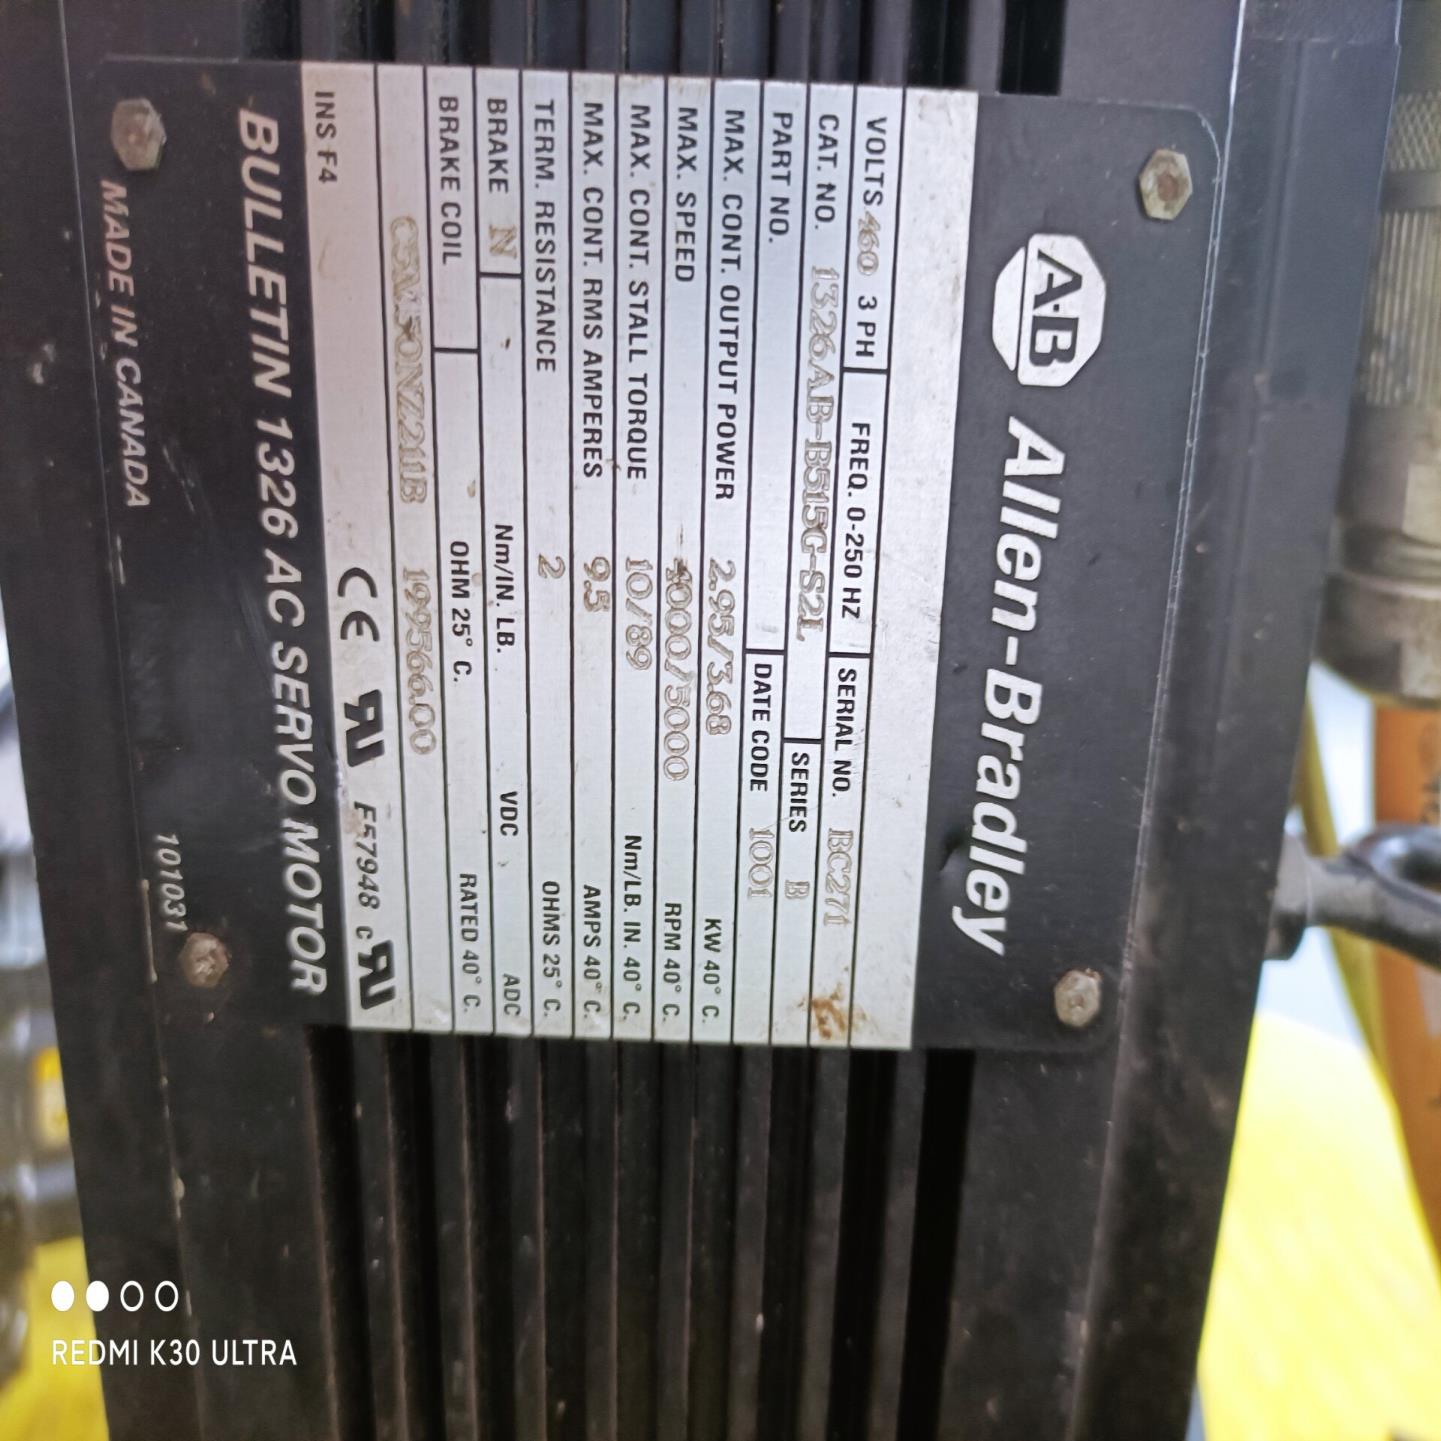 A-B Allen-Bradley
VOLTS 460 3 PH FREQ. 0-250 HZ SERIAL NO. BC271
CAT. NO. 1326AB-B515G-S2L SERIES B
PART NO. DATE CODE 1001
MAX. CONT. OUTPUT POWER 2.95/3.68 KW 40° C.
MAX. SPEED 4000/5000 RPM 40° C.
MAX. CONT. STALL TORQUE 10/89 Nm/LB. IN. 40° C.
MAX. CONT. RMS AMPERES 9.5 AMPS 40° C.
TERM. RESISTANCE 2 OHMS 25° C.
BRAKE N Nm/IN. LB. VDC ADC
BRAKE COIL OHM 25° C. RATED 40° C.
199566.00
INS F4 CE RU E57948 C RU
BULLETIN 1326 AC SERVO MOTOR
MADE IN CANADA 101031
REDMI K30 ULTRA